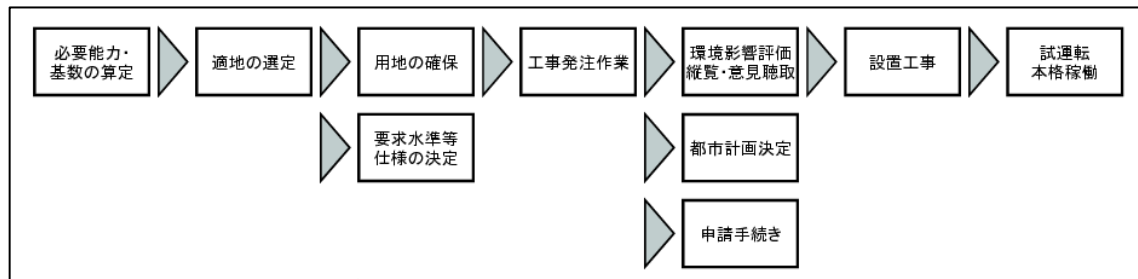 必要能力・
基数の算定
適地の選定
用地の確保
工事発注作業
環境影響評価
縦覧・意見聴取
設置工事
試運転
本格稼働
要求水準等
仕様の決定
都市計画決定
申請手続き